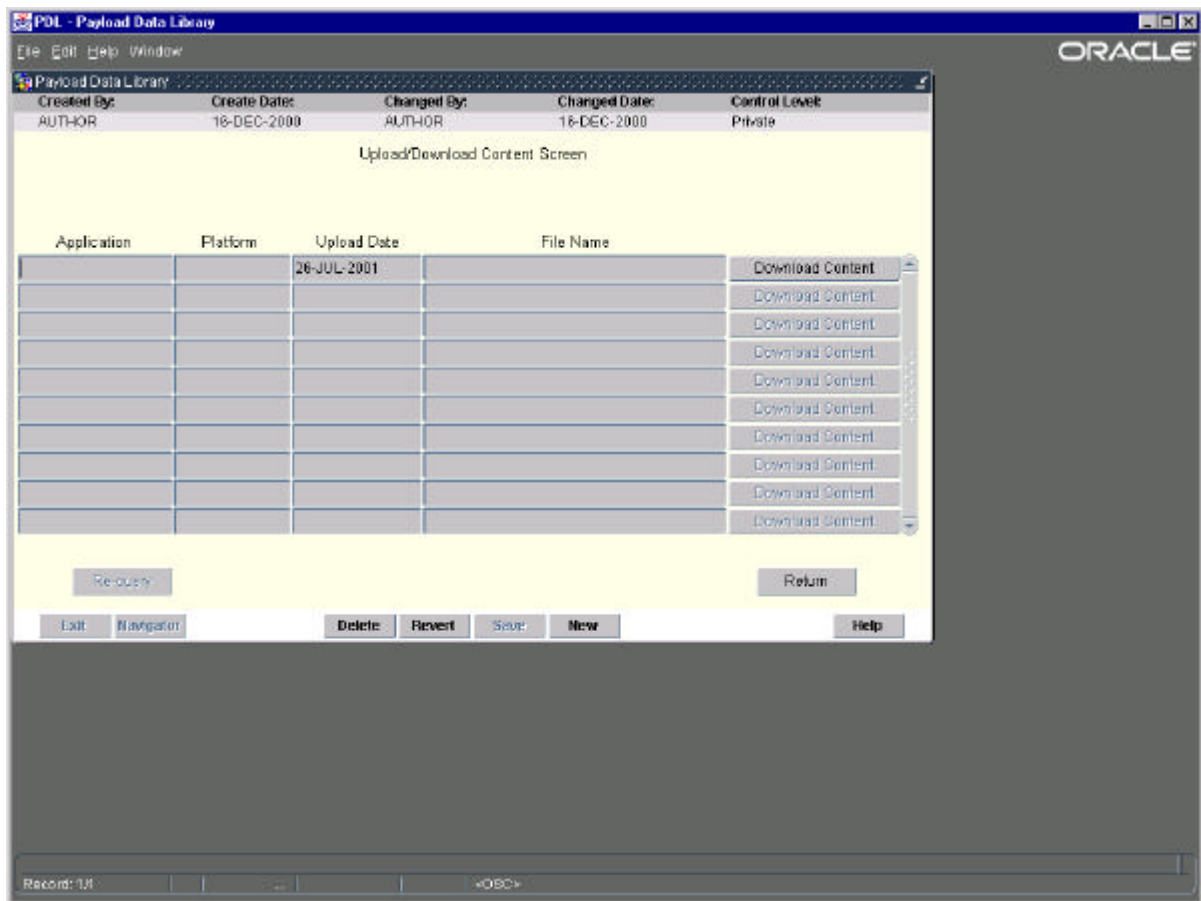 PDL - Payload Data Library
File Edit Help Window
ORACLE
Payload Data Library
Created By: Create Date: Changed By: Changed Date: Control Level:
AUTHOR 16-DEC-2000 AUTHOR 16-DEC-2000 Private
Upload/Download Content Screen
Application Platform Upload Date File Name
26-JUL-2001 Download Content
Download Content
Download Content
Download Content
Download Content
Download Content
Download Content
Download Content
Download Content
Download Content
Re-query Return
Exit Navigator Delete Revert Save New Help
Record: 1/1 ... <OSC>